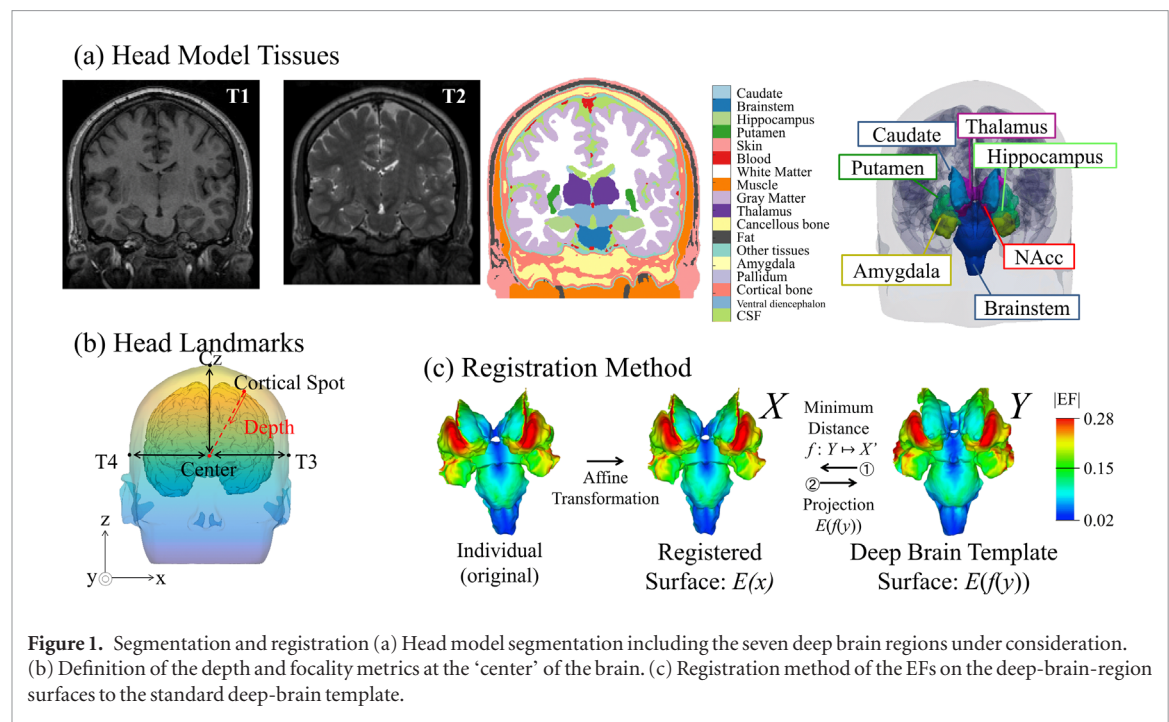 (a) Head Model Tissues
T1
T2
Caudate
Brainstem
Hippocampus
Putamen
Skin
Blood
White Matter
Muscle
Gray Matter
Thalamus
Cancellous bone
Fat
Other tissues
Amygdala
Pallidum
Cortical bone
Ventral diencephalon
CSF
Caudate
Thalamus
Hippocampus
Putamen
Amygdala
NAcc
Brainstem
(b) Head Landmarks
Cz
Cortical Spot
Depth
T4
Center
T3
z
y
x
(c) Registration Method
Individual
(original)
Affine
Transformation
X
Registered
Surface: E(x)
Minimum
Distance
f : Y ↦ X'
①
②
Projection
E(f(y))
Y
Deep Brain Template
Surface: E(f(y))
|EF|
0.28
0.15
0.02
Figure 1. Segmentation and registration (a) Head model segmentation including the seven deep brain regions under consideration.
(b) Definition of the depth and focality metrics at the ‘center’ of the brain. (c) Registration method of the EFs on the deep-brain-region
surfaces to the standard deep-brain template.